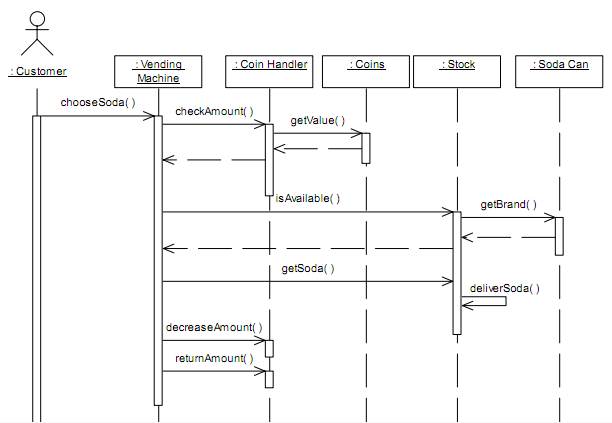 : Customer
: Vending
Machine
: Coin Handler
: Coins
: Stock
: Soda Can
chooseSoda( )
checkAmount( )
getValue( )
isAvailable( )
getBrand( )
getSoda( )
deliverSoda( )
decreaseAmount( )
returnAmount( )